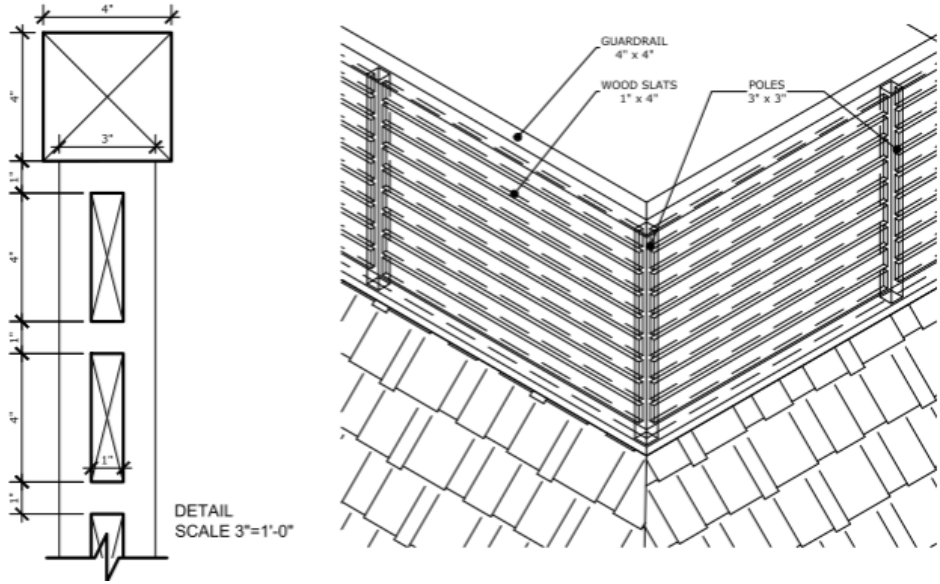 4"
4"
3"
1"
4"
1"
4"
1"
1"
DETAIL
SCALE 3"=1'-0"
GUARDRAIL
4" x 4"
WOOD SLATS
1" x 4"
POLES
3" x 3"